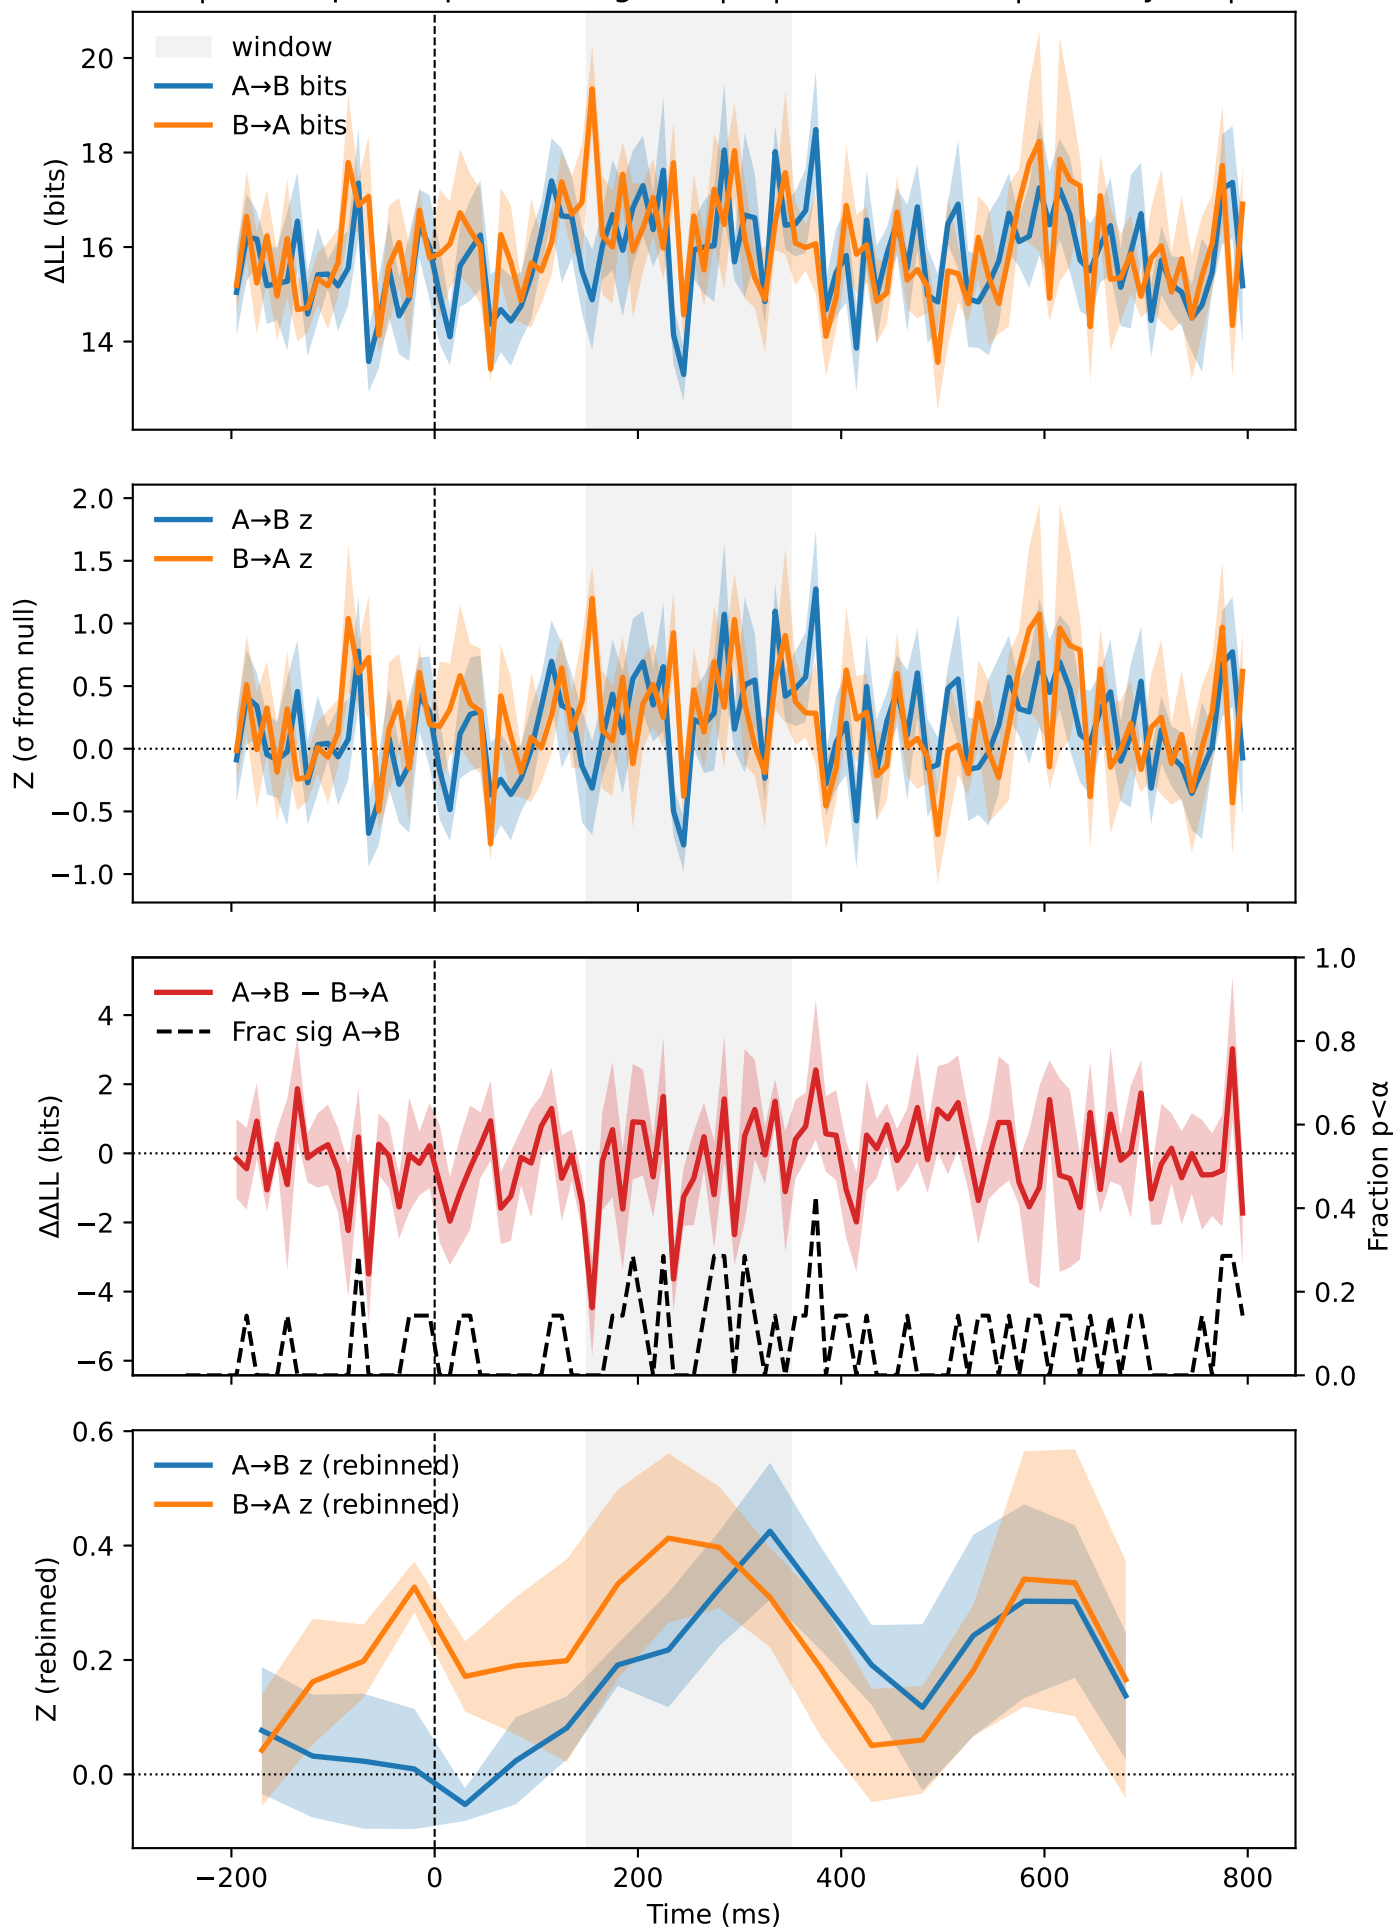 window
A→B bits
B→A bits
ΔLL (bits)
20
18
16
14
A→B z
B→A z
Z (σ from null)
2.0
1.5
1.0
0.5
0.0
−0.5
−1.0
A→B − B→A
Frac sig A→B
ΔΔLL (bits)
4
2
0
−2
−4
−6
1.0
0.8
0.6
0.4
0.2
0.0
Fraction p<α
A→B z (rebinned)
B→A z (rebinned)
Z (rebinned)
0.6
0.4
0.2
0.0
−200 0 200 400 600 800
Time (ms)